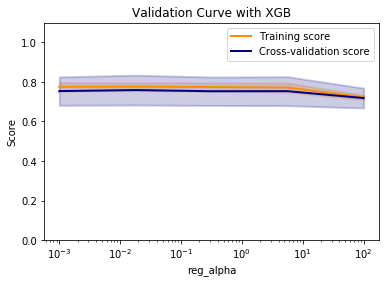 Validation Curve with XGB
Training score
Cross-validation score
Score
1.0
0.8
0.6
0.4
0.2
0.0
10⁻³
10⁻²
10⁻¹
10⁰
10¹
10²
reg_alpha